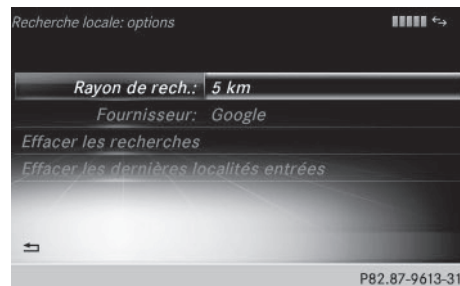 Recherche locale: options
Rayon de rech.: 5 km
Fournisseur: Google
Effacer les recherches
Effacer les dernières localités entrées
P82.87-9613-31